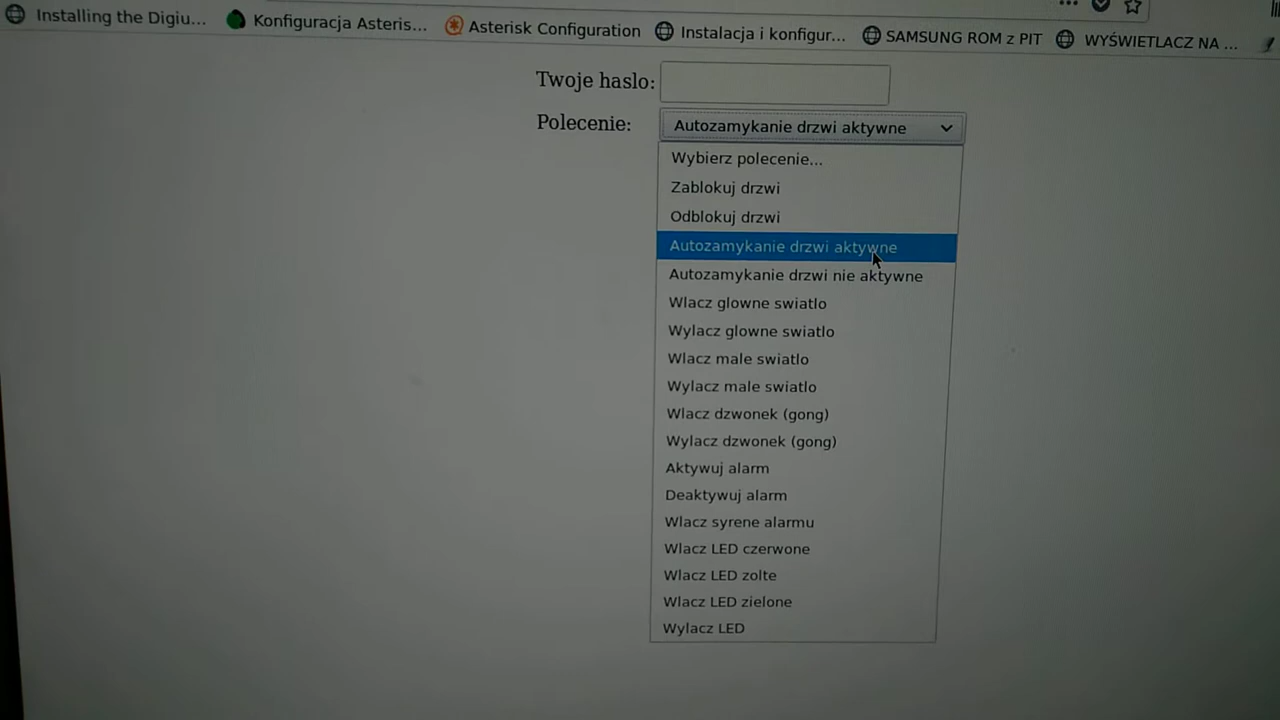 Installing the Digiu... Konfiguracja Asteris... Asterisk Configuration Instalacja i konfigur... SAMSUNG ROM z PIT WYŚWIETLACZ NA ...
Twoje haslo:
Polecenie: Autozamykanie drzwi aktywne
Wybierz polecenie...
Zablokuj drzwi
Odblokuj drzwi
Autozamykanie drzwi aktywne
Autozamykanie drzwi nie aktywne
Wlacz glowne swiatlo
Wylacz glowne swiatlo
Wlacz male swiatlo
Wylacz male swiatlo
Wlacz dzwonek (gong)
Wylacz dzwonek (gong)
Aktywuj alarm
Deaktywuj alarm
Wlacz syrene alarmu
Wlacz LED czerwone
Wlacz LED zolte
Wlacz LED zielone
Wylacz LED